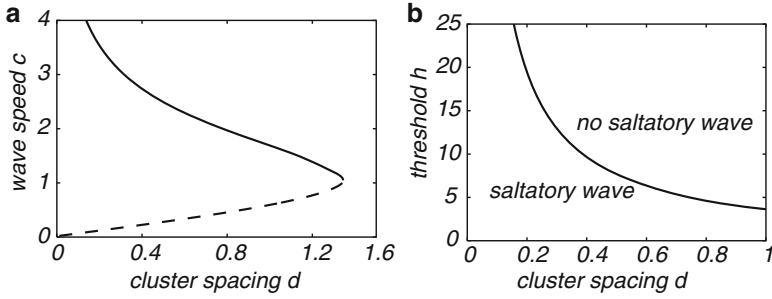 a
wave speed c
4
3
2
1
0
0 0.4 0.8 1.2 1.6
cluster spacing d
b
threshold h
25
20
15
10
5
0
no saltatory wave
saltatory wave
0 0.2 0.4 0.6 0.8 1
cluster spacing d